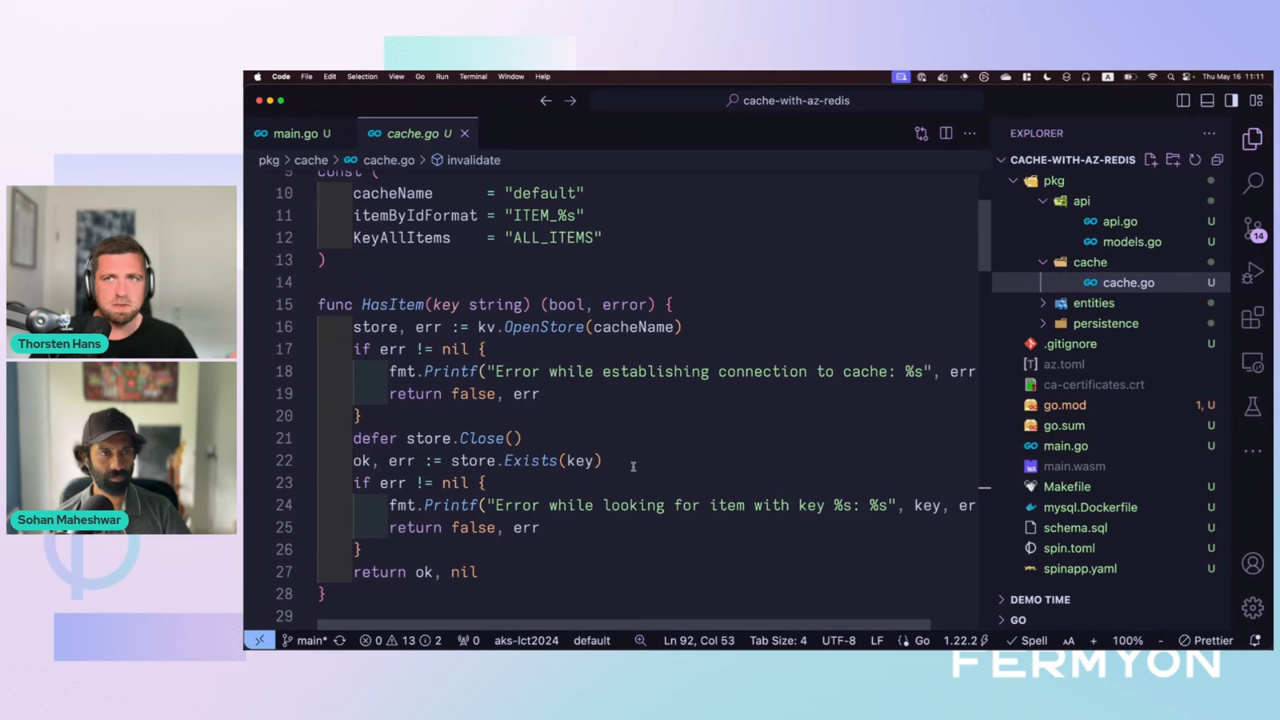 Code File Edit Selection View Go Run Terminal Window Help
Thu May 16 11:11
cache-with-az-redis
main.go U
cache.go U
pkg > cache > cache.go > invalidate
const (
10 cacheName = "default"
11 itemByIdFormat = "ITEM_%s"
12 KeyAllItems = "ALL_ITEMS"
13 )
14
15 func HasItem(key string) (bool, error) {
16 store, err := kv.OpenStore(cacheName)
17 if err != nil {
18 fmt.Printf("Error while establishing connection to cache: %s", err
19 return false, err
20 }
21 defer store.Close()
22 ok, err := store.Exists(key)
23 if err != nil {
24 fmt.Printf("Error while looking for item with key %s: %s", key, er
25 return false, err
26 }
27 return ok, nil
28 }
29
EXPLORER
CACHE-WITH-AZ-REDIS
pkg
api
api.go U
models.go U
cache
cache.go U
entities
persistence
.gitignore U
az.toml
ca-certificates.crt
go.mod 1, U
go.sum U
main.go U
main.wasm
Makefile U
mysql.Dockerfile U
schema.sql U
spin.toml U
spinapp.yaml U
DEMO TIME
GO
14
main* 0 13 2 0 aks-lct2024 default Ln 92, Col 53 Tab Size: 4 UTF-8 LF Go 1.22.2 Spell 100% Prettier
Thorsten Hans
Sohan Maheshwar
FERMYON